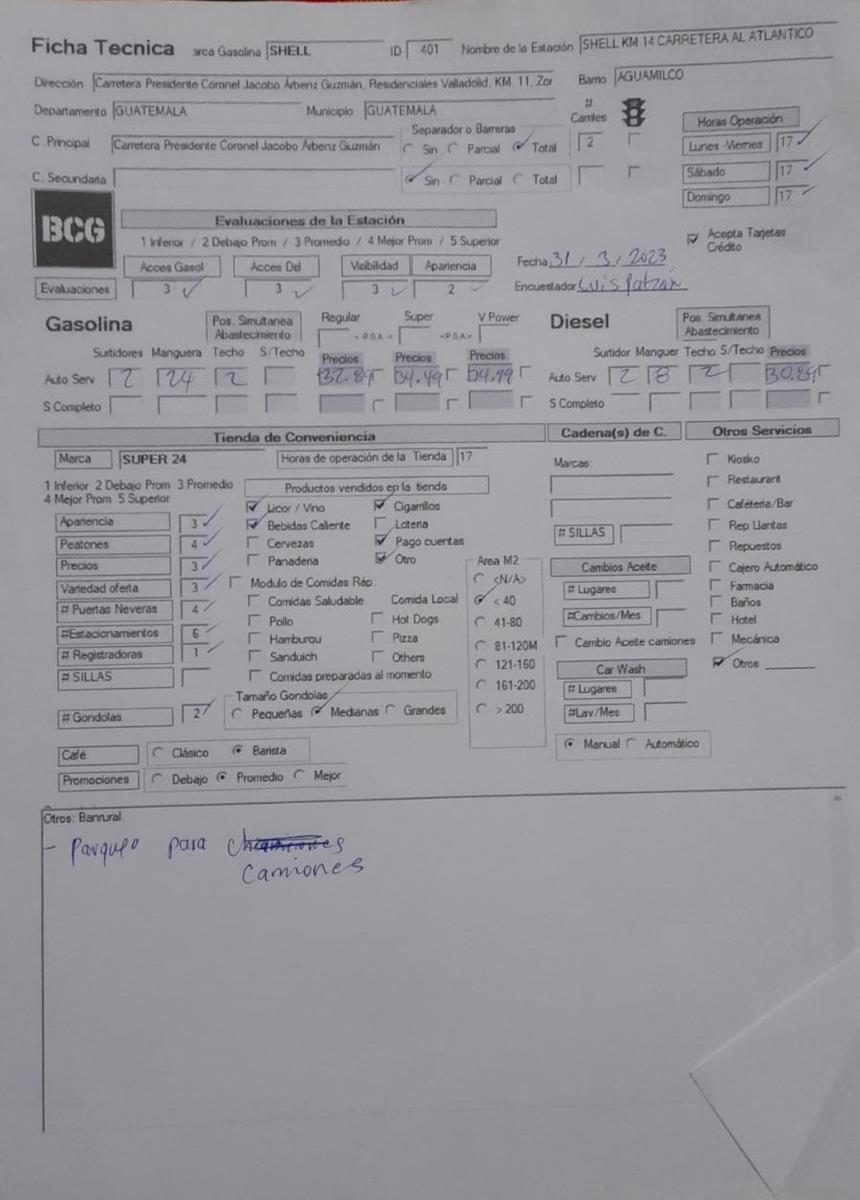 Ficha Tecnica arca Gasolina SHELL ID 401 Nombre de la Estación SHELL KM 14 CARRETERA AL ATLANTICO
Dirección Carretera Presidente Coronel Jacobo Árbenz Guzmán, Residenciales Valladolid, KM. 11, Zor Barrio AGUAMILCO
Departamento GUATEMALA Municipio GUATEMALA # Carriles Horas Operación
C .Principal Carretera Presidente Coronel Jacobo Árbenz Guzmán Separador o Barreras Sin Parcial Total 2 Lunes -Viernes 17
C. Secundaria Sin Parcial Total Sábado 17
Domingo 17
BCG Evaluaciones de la Estación
1 Inferior / 2 Debajo Prom / 3 Promedio / 4 Mejor Prom / 5 Superior Acepta Tarjetas Crédito
Acces Gasol Acces Del Visibilidad Apariencia Fecha 31 / 3 / 2023
Evaluaciones 3 3 3 2 Encuestador Luis Patzán
Gasolina Pos. Simultanea Abastecimiento Regular Super V Power Diesel Pos. Simultanea Abastecimiento
Surtidores Manguera Techo S/Techo Precios Precios Precios Surtidor Manguer Techo S/Techo Precios
Auto Serv 2 24 2 32.89 34.49 34.99 Auto Serv 2 8 2 30.89
S Completo S Completo
Tienda de Conveniencia Cadena(s) de C. Otros Servicios
Marca SUPER 24 Horas de operación de la Tienda 17 Marcas: Kiosko
1 Inferior 2 Debajo Prom 3 Promedio 4 Mejor Prom 5 Superior Productos vendidos en la tienda Restaurant
Apariencia 3 Licor / Vino Cigarrillos Caféteria/Bar
Peatones 4 Bebidas Caliente Loteria # SILLAS Rep Llantas
Precios 3 Cervezas Pago cuentas Repuestos
Variedad oferta 3 Panaderia Otro Area M2 Cambios Aceite Cajero Automático
# Puertas Neveras 4 Modulo de Comidas Ráp. <N/A> # Lugares Farmacia
#Estacionamientos 6 Comidas Saludable Comida Local < 40 #Cambios/Mes Baños
# Registradoras 1 Pollo Hot Dogs 41-80 Hotel
# SILLAS Hamburqu Pizza 81-120M Cambio Aceite camiones Mecánica
Sanduich Others 121-160 Car Wash Otros
Comidas preparadas al momento 161-200 # Lugares
# Gondolas 2 Tamaño Gondolas Pequeñas Medianas Grandes > 200 #Lav/Mes
Café Clásico Barista Manual Automático
Promociones Debajo Promedio Mejor
Otros: Banrural
- Parqueo para
Camiones